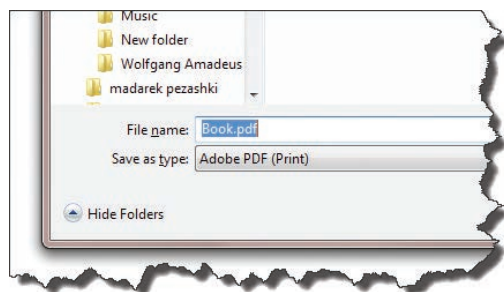 Music
New folder
Wolfgang Amadeus
madarek pezashki
File name: Book.pdf
Save as type: Adobe PDF (Print)
Hide Folders